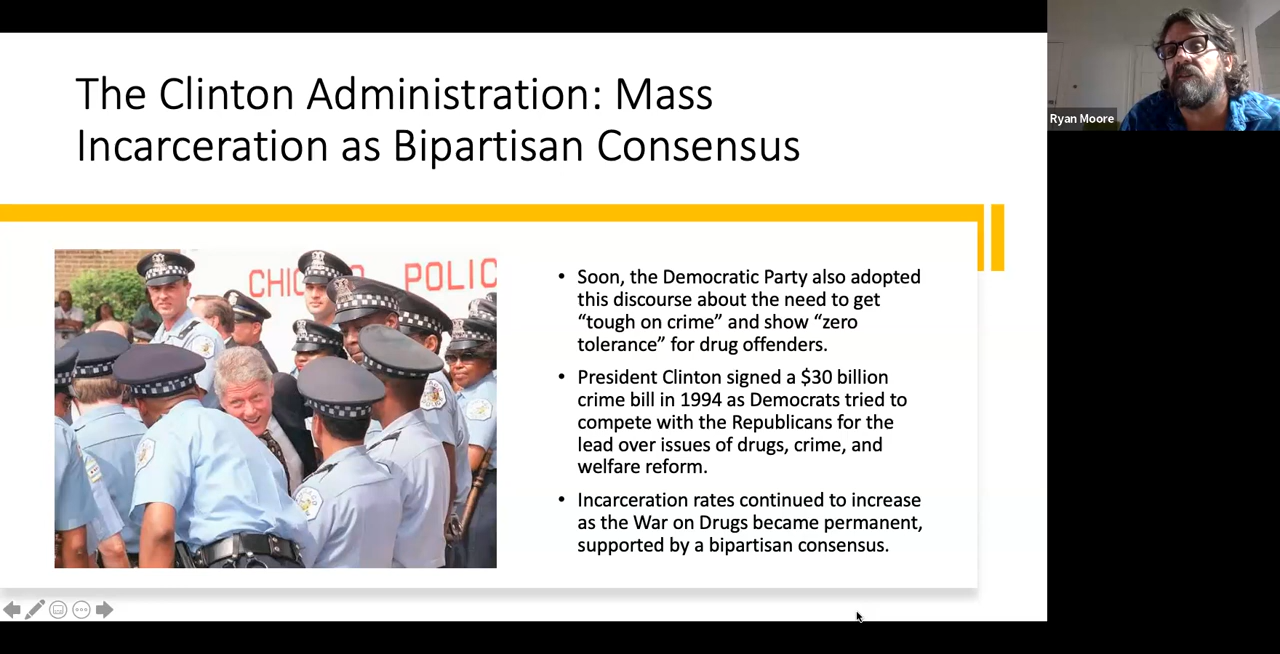 The Clinton Administration: Mass
Incarceration as Bipartisan Consensus
Ryan Moore
CHIC O POLIC
• Soon, the Democratic Party also adopted
this discourse about the need to get
“tough on crime” and show “zero
tolerance” for drug offenders.
• President Clinton signed a $30 billion
crime bill in 1994 as Democrats tried to
compete with the Republicans for the
lead over issues of drugs, crime, and
welfare reform.
• Incarceration rates continued to increase
as the War on Drugs became permanent,
supported by a bipartisan consensus.